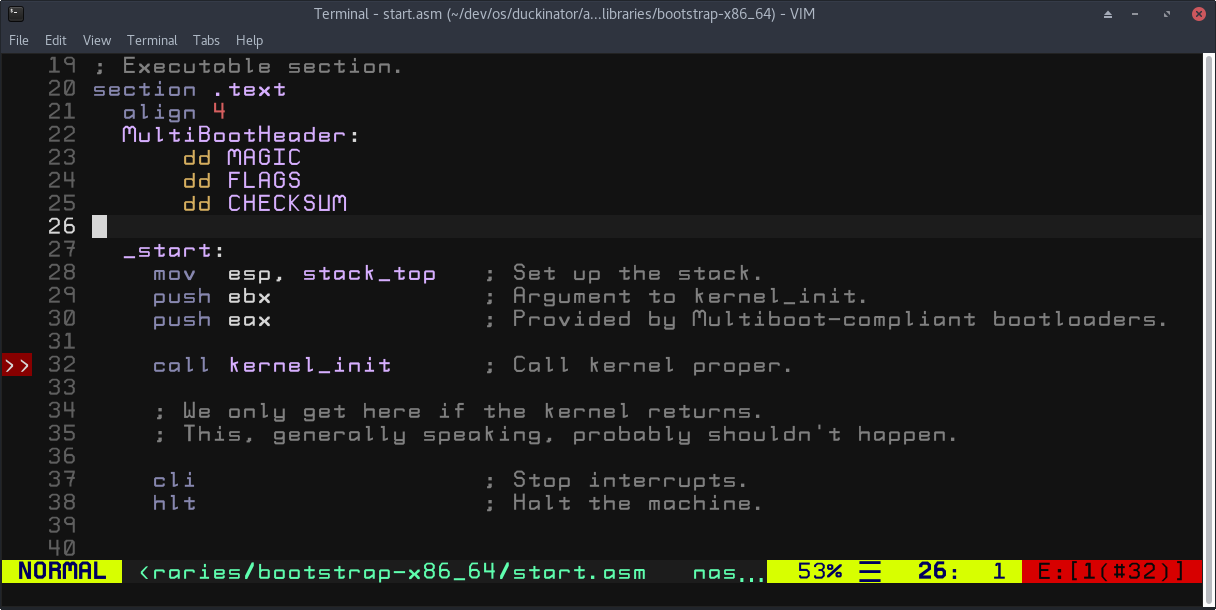 Terminal - start.asm (~/dev/os/duckinator/a...libraries/bootstrap-x86_64) - VIM
File Edit View Terminal Tabs Help
19 ; Executable section.
20 section .text
21 align 4
22 MultiBootHeader:
23 dd MAGIC
24 dd FLAGS
25 dd CHECKSUM
26
27 _start:
28 mov esp, stack_top ; Set up the stack.
29 push ebx ; Argument to kernel_init.
30 push eax ; Provided by Multiboot-compliant bootloaders.
31
>> 32 call kernel_init ; Call kernel proper.
33
34 ; We only get here if the kernel returns.
35 ; This, generally speaking, probably shouldn't happen.
36
37 cli ; Stop interrupts.
38 hlt ; Halt the machine.
39
40
NORMAL <raries/bootstrap-x86_64/start.asm nas... 53% ☰ 26: 1 E:[1(#32)]